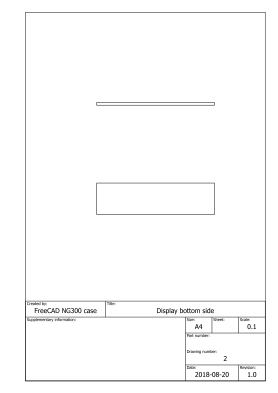 Created by:
FreeCAD NG300 case
Title:
Display bottom side
Supplementary information:
Size:
A4
Sheet:
Scale:
0.1
Part number:
Drawing number:
2
Date:
2018-08-20
Revision:
1.0